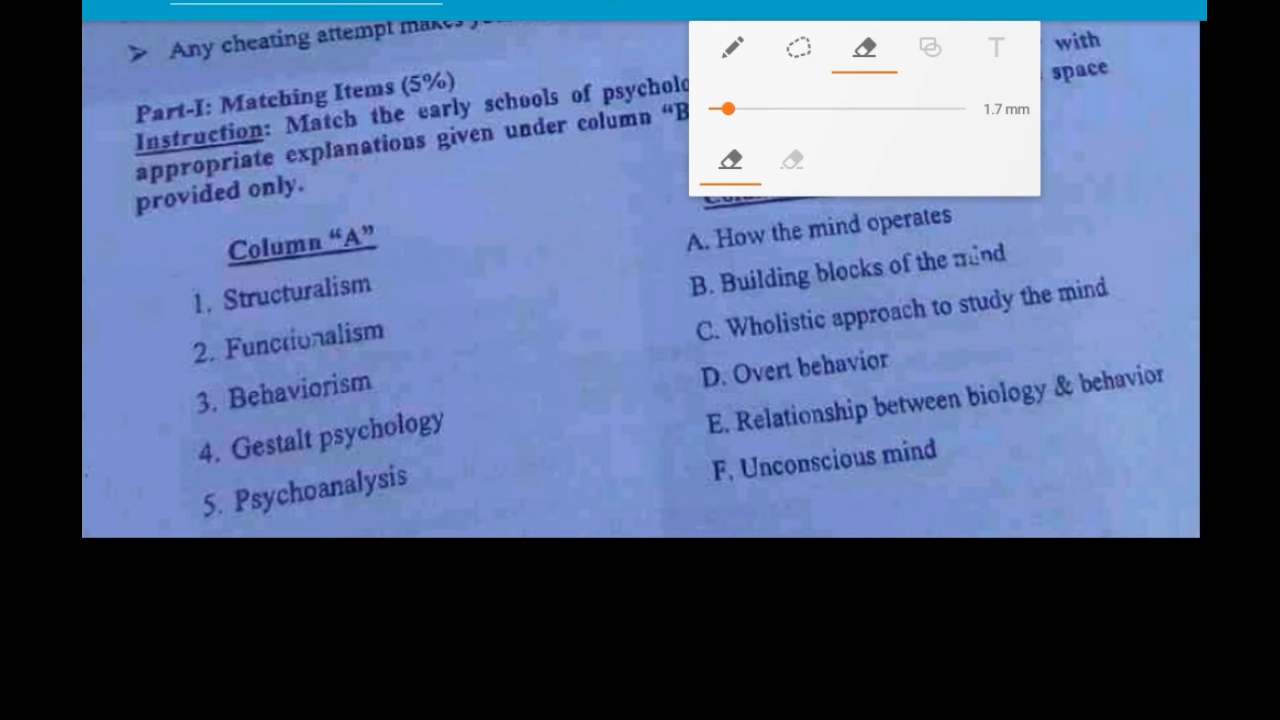 ➢ Any cheating attempt makes
Part-I: Matching Items (5%)
Instruction: Match the early schools of with
appropriate explanations given under column "B space
provided only.
Column "A"
1. Structuralism
2. Functionalism
3. Behaviorism
4. Gestalt psychology
5. Psychoanalysis
A. How the mind operates
B. Building blocks of the mind
C. Wholistic approach to study the mind
D. Overt behavior
E. Relationship between biology & behavior
F. Unconscious mind
T
1.7 mm